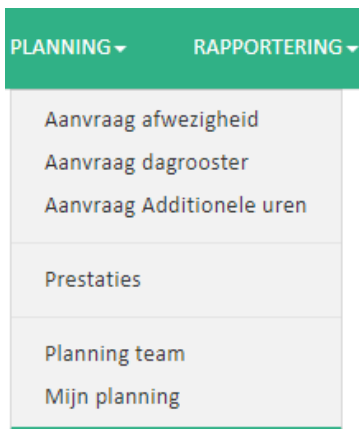 PLANNING RAPPORTERING
Aanvraag afwezigheid
Aanvraag dagrooster
Aanvraag Additionele uren
Prestaties
Planning team
Mijn planning